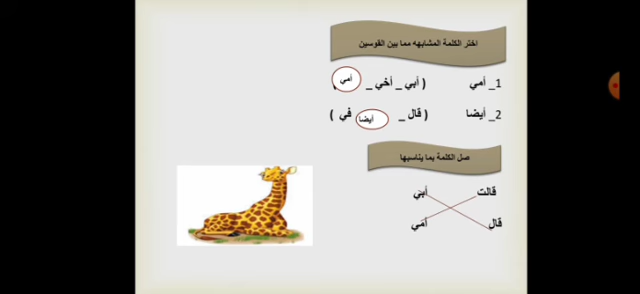 اختر الكلمة المشابهه مما بين القوسين
1_ أمي ( أبي _ أخي _ أمي )
2_ أيضا ( قال _ أيضا في )
صل الكلمة بما يناسبها
قالت أبي
قال أمي